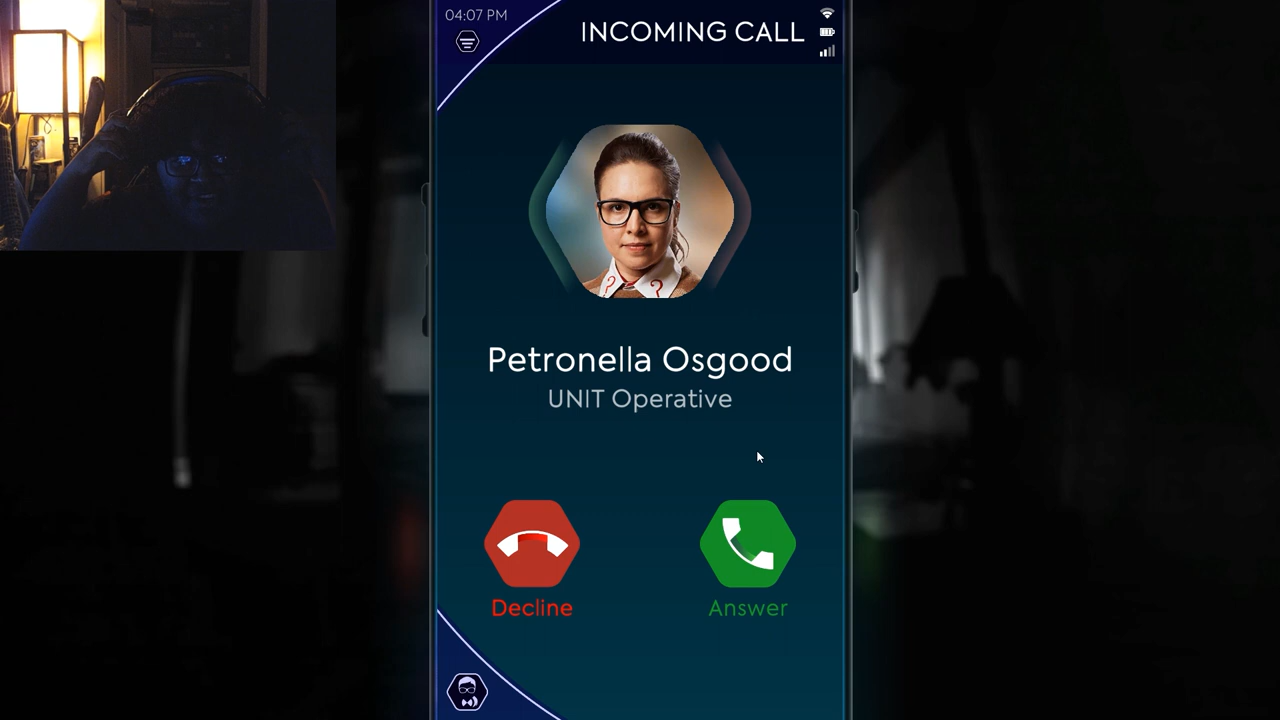 04:07 PM
INCOMING CALL
Petronella Osgood
UNIT Operative
Decline
Answer